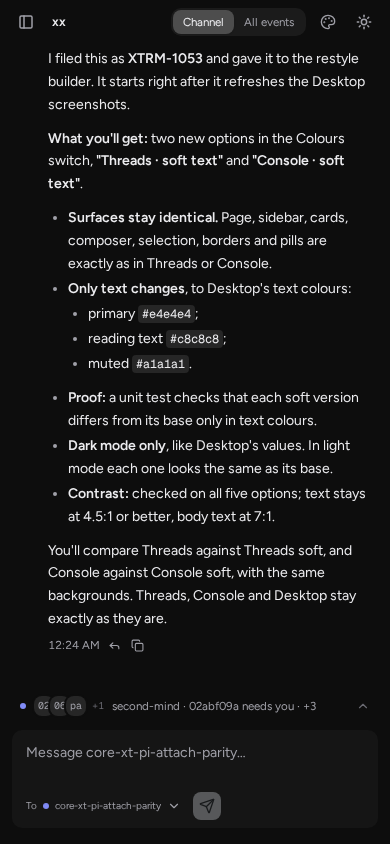 xx
Channel
All events
I filed this as XTRM-1053 and gave it to the restyle
builder. It starts right after it refreshes the Desktop
screenshots.
What you'll get: two new options in the Colours
switch, "Threads · soft text" and "Console · soft
text".
• Surfaces stay identical. Page, sidebar, cards,
composer, selection, borders and pills are
exactly as in Threads or Console.
• Only text changes, to Desktop's text colours:
• primary #e4e4e4;
• reading text #c8c8c8;
• muted #a1a1a1.
• Proof: a unit test checks that each soft version
differs from its base only in text colours.
• Dark mode only, like Desktop's values. In light
mode each one looks the same as its base.
• Contrast: checked on all five options; text stays
at 4.5:1 or better, body text at 7:1.
You'll compare Threads against Threads soft, and
Console against Console soft, with the same
backgrounds. Threads, Console and Desktop stay
exactly as they are.
12:24 AM
pa +1 second-mind · 02abf09a needs you · +3
Message core-xt-pi-attach-parity...
To core-xt-pi-attach-parity